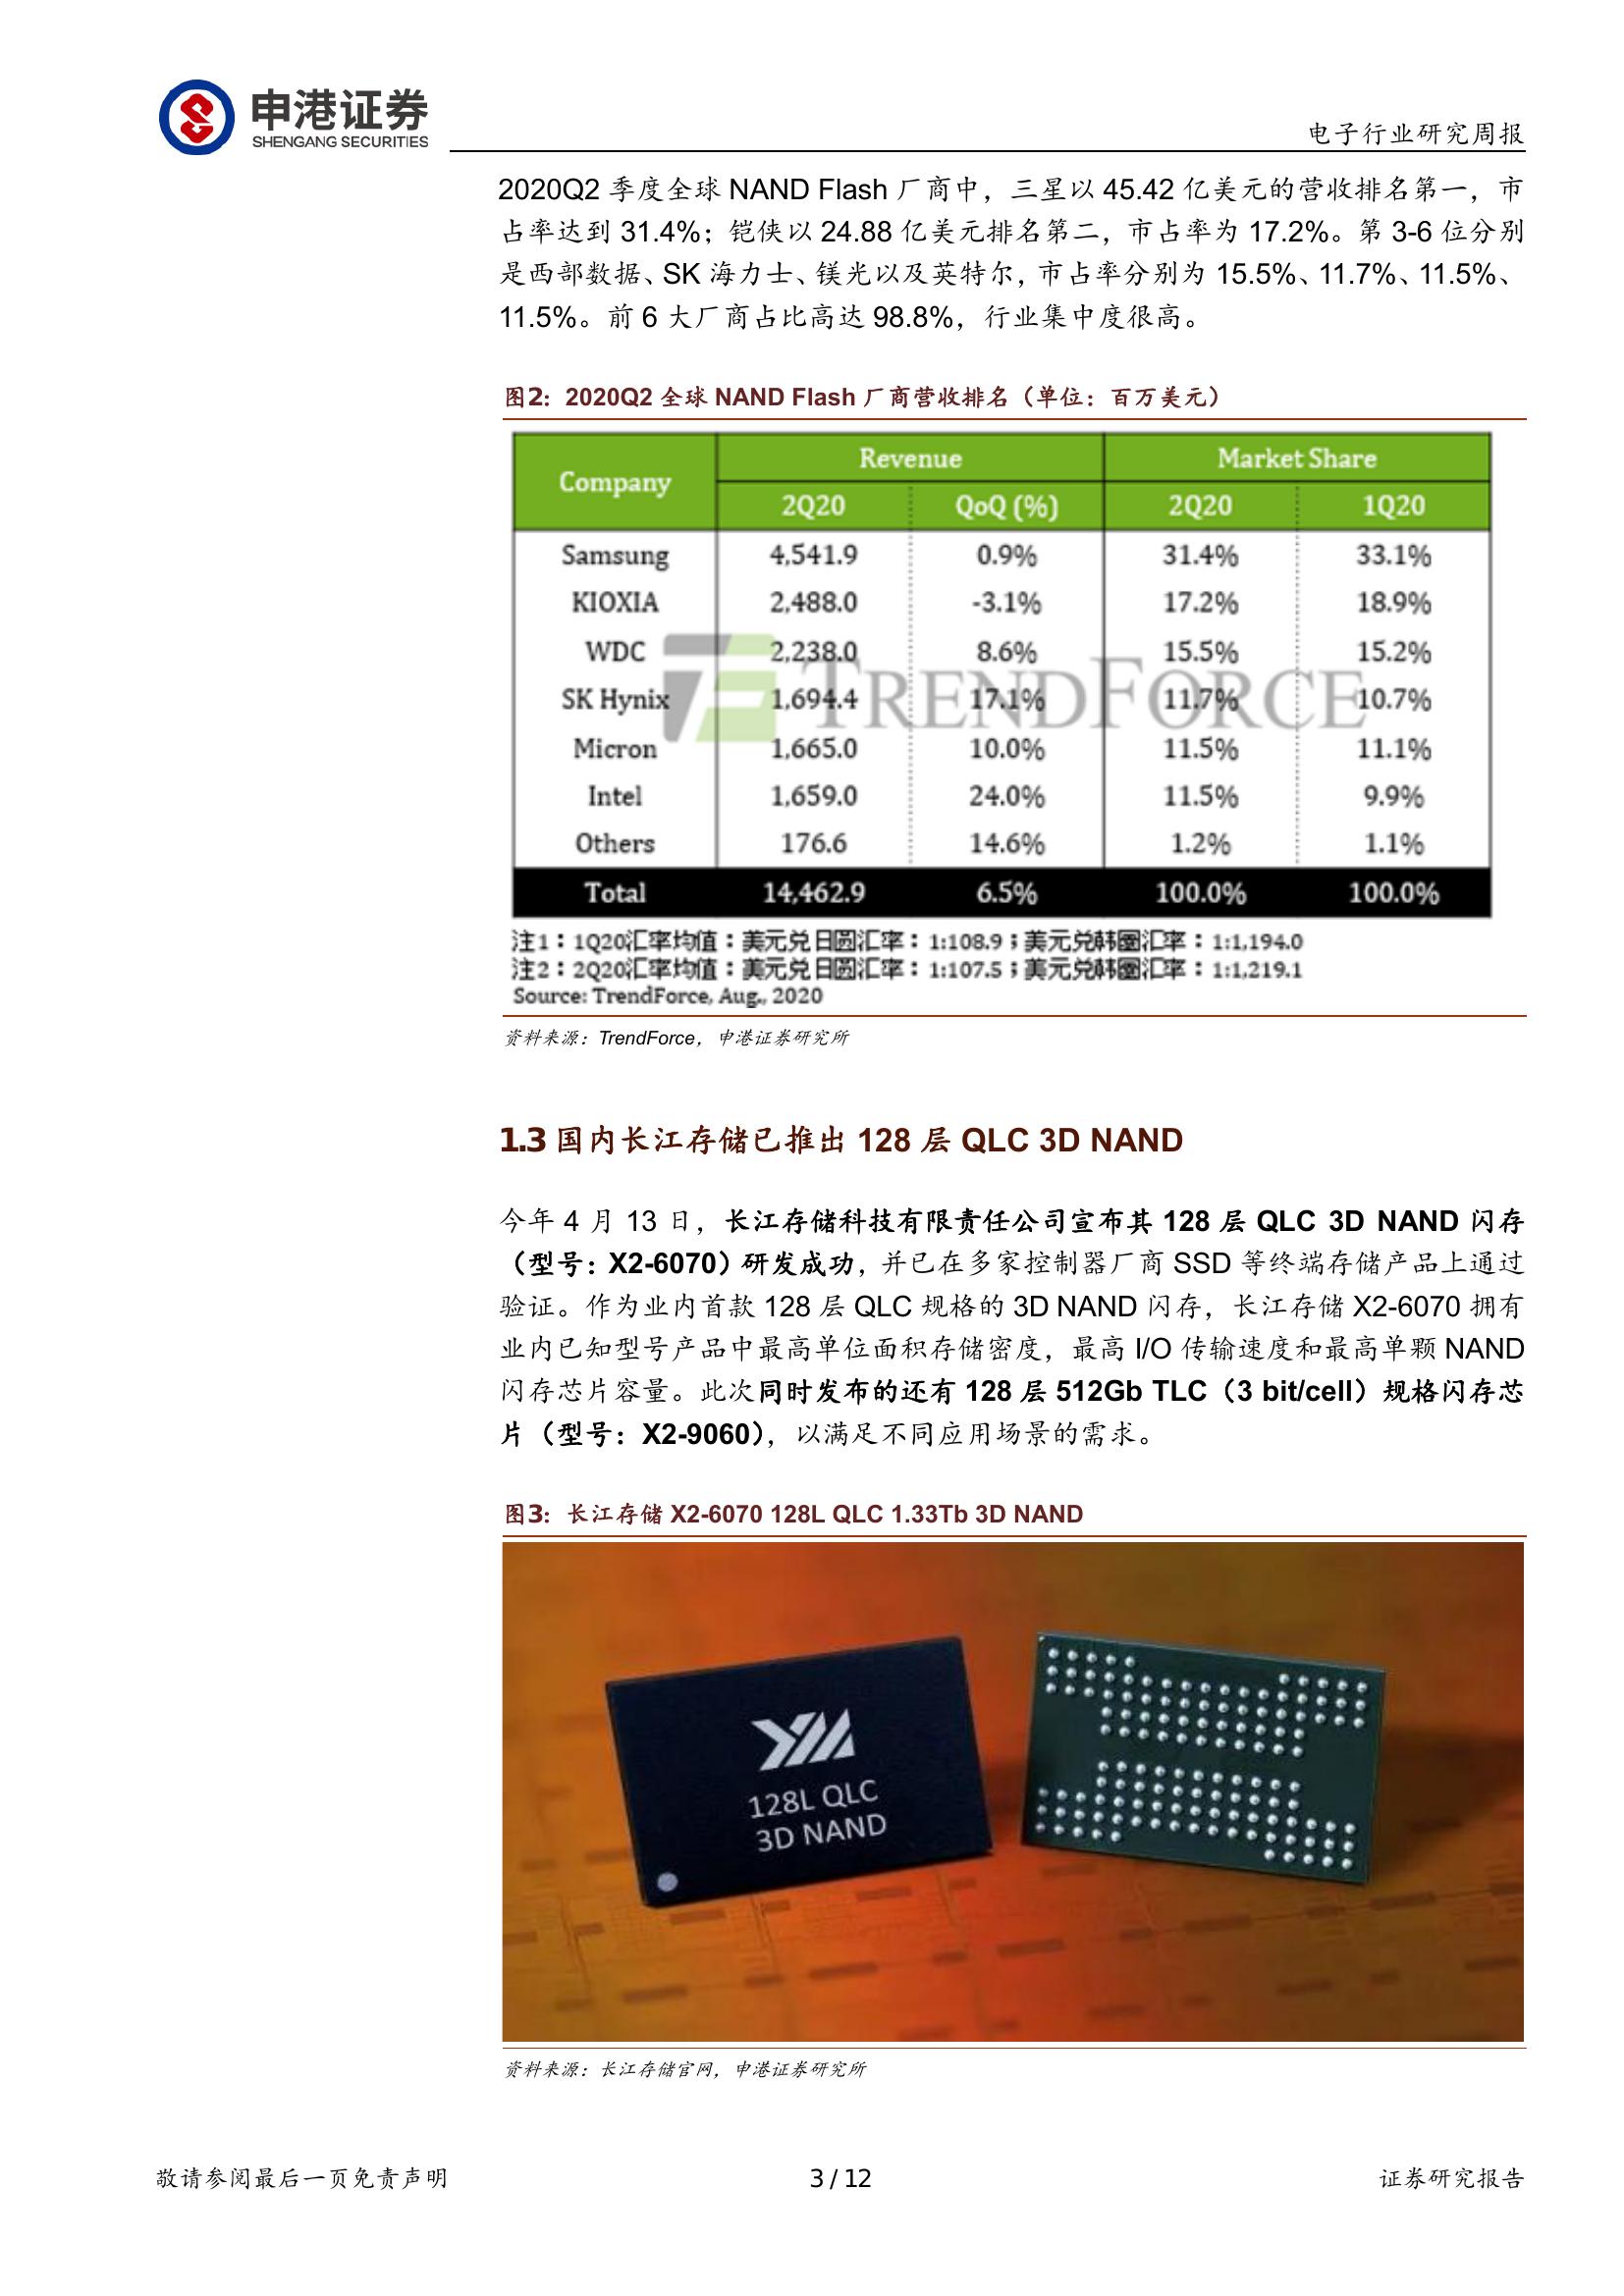 申港证券
SHENGANG SECURITIES
电子行业研究周报
2020Q2 季度全球 NAND Flash 厂商中，三星以 45.42 亿美元的营收排名第一，市
占率达到 31.4%；铠侠以 24.88 亿美元排名第二，市占率为 17.2%。第 3-6 位分别
是西部数据、SK 海力士、镁光以及英特尔，市占率分别为 15.5%、11.7%、11.5%、
11.5%。前 6 大厂商占比高达 98.8%，行业集中度很高。
图2：2020Q2 全球 NAND Flash 厂商营收排名（单位：百万美元）
Company Revenue Market Share
2Q20 QoQ (%) 2Q20 1Q20
Samsung 4,541.9 0.9% 31.4% 33.1%
KIOXIA 2,488.0 -3.1% 17.2% 18.9%
WDC 2,238.0 8.6% 15.5% 15.2%
TRENDFORCE
SK Hynix 1,694.4 17.1% 11.7% 10.7%
Micron 1,665.0 10.0% 11.5% 11.1%
Intel 1,659.0 24.0% 11.5% 9.9%
Others 176.6 14.6% 1.2% 1.1%
Total 14,462.9 6.5% 100.0% 100.0%
注1：1Q20汇率均值：美元兑日圆汇率：1:108.9；美元兑韩圜汇率：1:1,194.0
注2：2Q20汇率均值：美元兑日圆汇率：1:107.5；美元兑韩圜汇率：1:1,219.1
Source: TrendForce, Aug., 2020
资料来源：TrendForce，申港证券研究所
1.3 国内长江存储已推出 128 层 QLC 3D NAND
今年 4 月 13 日，长江存储科技有限责任公司宣布其 128 层 QLC 3D NAND 闪存
（型号：X2-6070）研发成功，并已在多家控制器厂商 SSD 等终端存储产品上通过
验证。作为业内首款 128 层 QLC 规格的 3D NAND 闪存，长江存储 X2-6070 拥有
业内已知型号产品中最高单位面积存储密度，最高 I/O 传输速度和最高单颗 NAND
闪存芯片容量。此次同时发布的还有 128 层 512Gb TLC（3 bit/cell）规格闪存芯
片（型号：X2-9060），以满足不同应用场景的需求。
图3：长江存储 X2-6070 128L QLC 1.33Tb 3D NAND
128L QLC
3D NAND
资料来源：长江存储官网，申港证券研究所
敬请参阅最后一页免责声明
3 / 12
证券研究报告